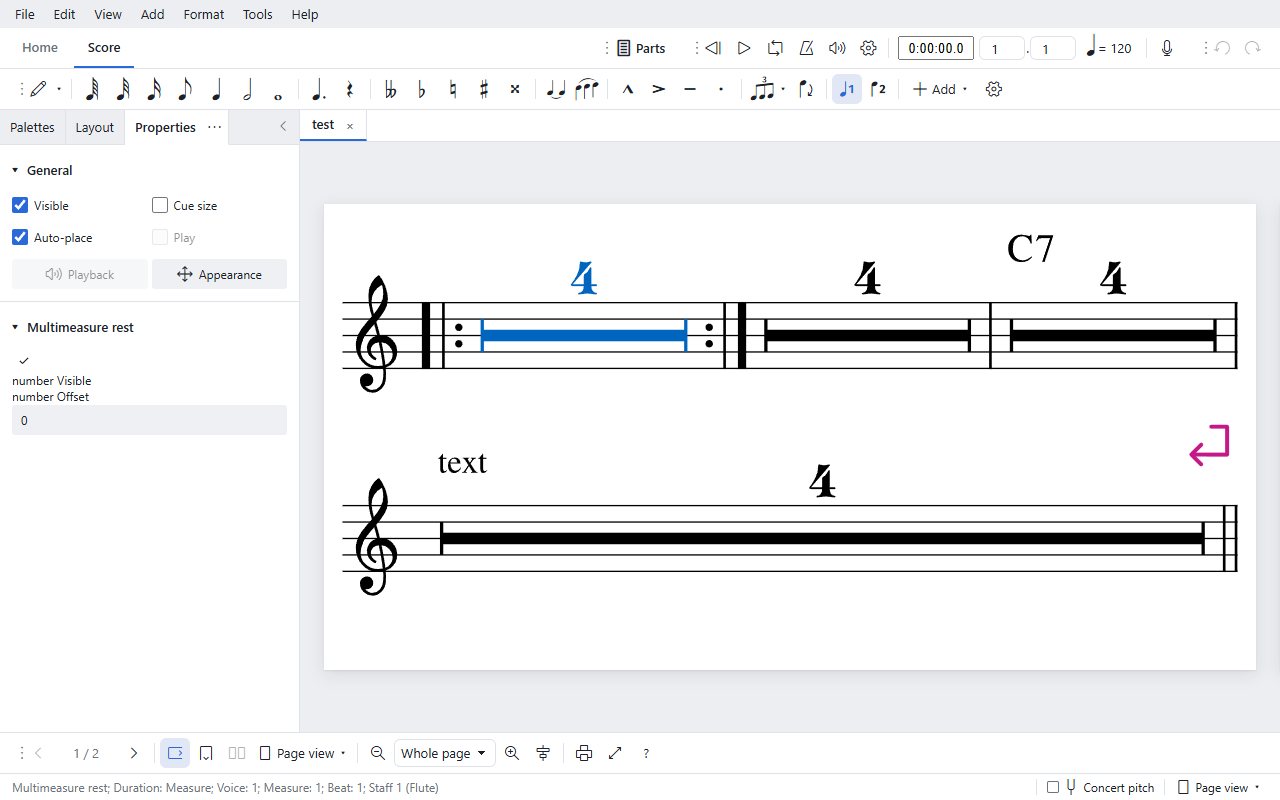 File Edit View Add Format Tools Help
Home Score Parts 0:00:00.0 1 . 1 = 120
3 1 2 Add
Palettes Layout Properties ... test ×
General
Visible Cue size
Auto-place Play
Playback Appearance
Multimeasure rest
number Visible
number Offset
0
C7
4 4 4
text
4
1 / 2 Page view Whole page ?
Multimeasure rest; Duration: Measure; Voice: 1; Measure: 1; Beat: 1; Staff 1 (Flute) Concert pitch Page view